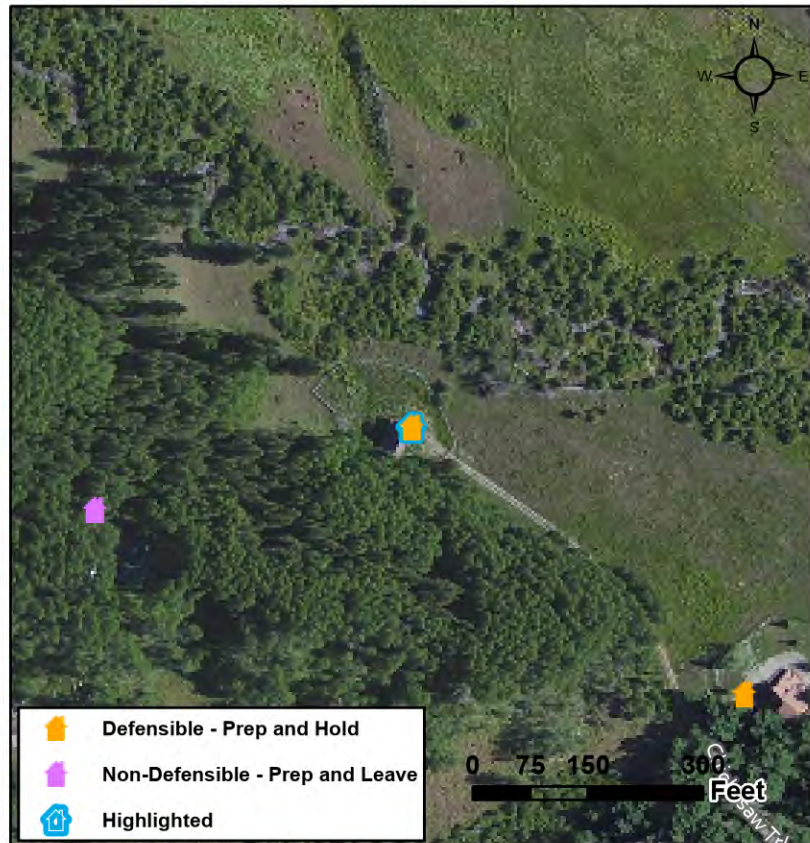 N
W E
S
Defensible - Prep and Hold
Non-Defensible - Prep and Leave
Highlighted
0 75 150 300
Feet